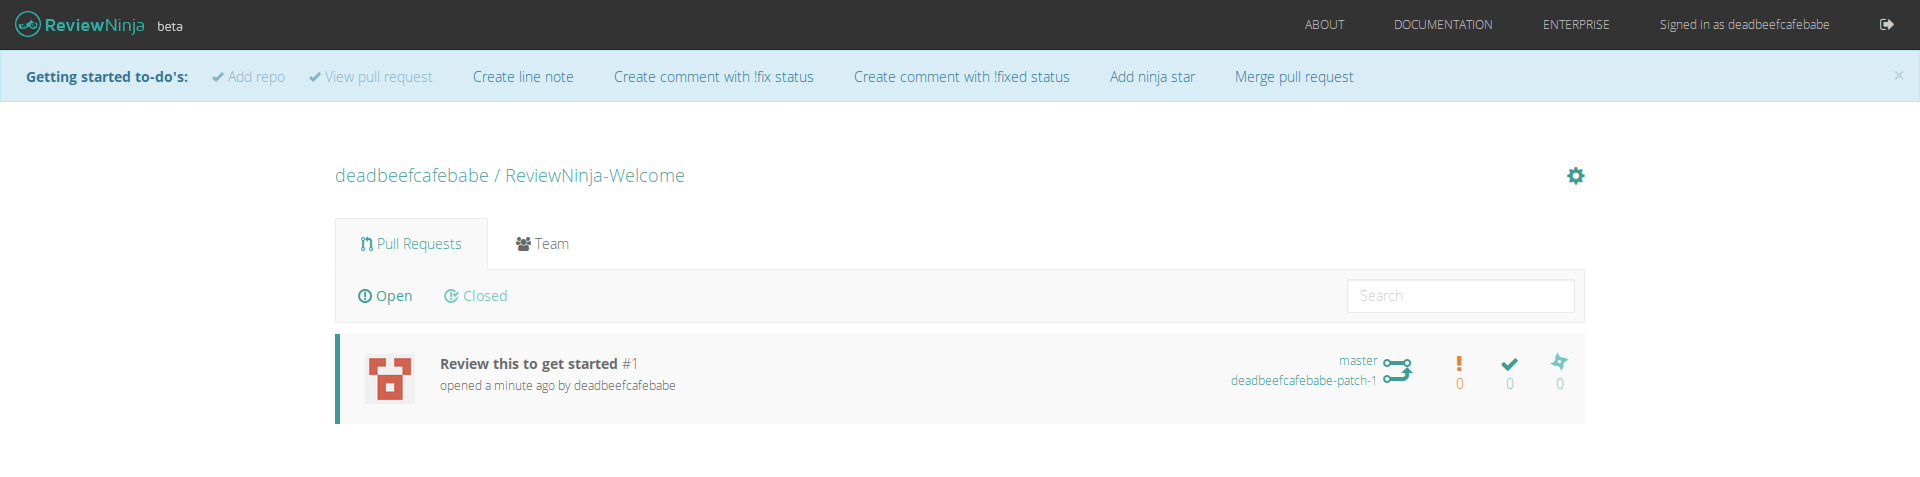 ReviewNinja beta ABOUT DOCUMENTATION ENTERPRISE Signed in as deadbeefcafebabe
Getting started to-do's: Add repo View pull request Create line note Create comment with !fix status Create comment with !fixed status Add ninja star Merge pull request ×
deadbeefcafebabe / ReviewNinja-Welcome
Pull Requests Team
Open Closed Search
Review this to get started #1
opened a minute ago by deadbeefcafebabe
master
deadbeefcafebabe-patch-1
0 0 0